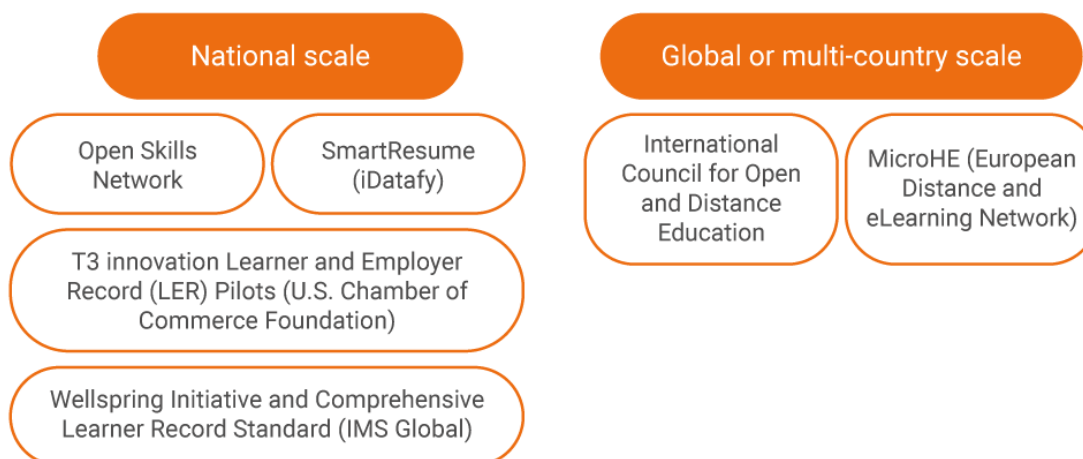 National scale
Open Skills
Network
SmartResume
(iDatafy)
T3 innovation Learner and Employer
Record (LER) Pilots (U.S. Chamber of
Commerce Foundation)
Wellspring Initiative and Comprehensive
Learner Record Standard (IMS Global)
Global or multi-country scale
International
Council for Open
and Distance
Education
MicroHE (European
Distance and
eLearning Network)